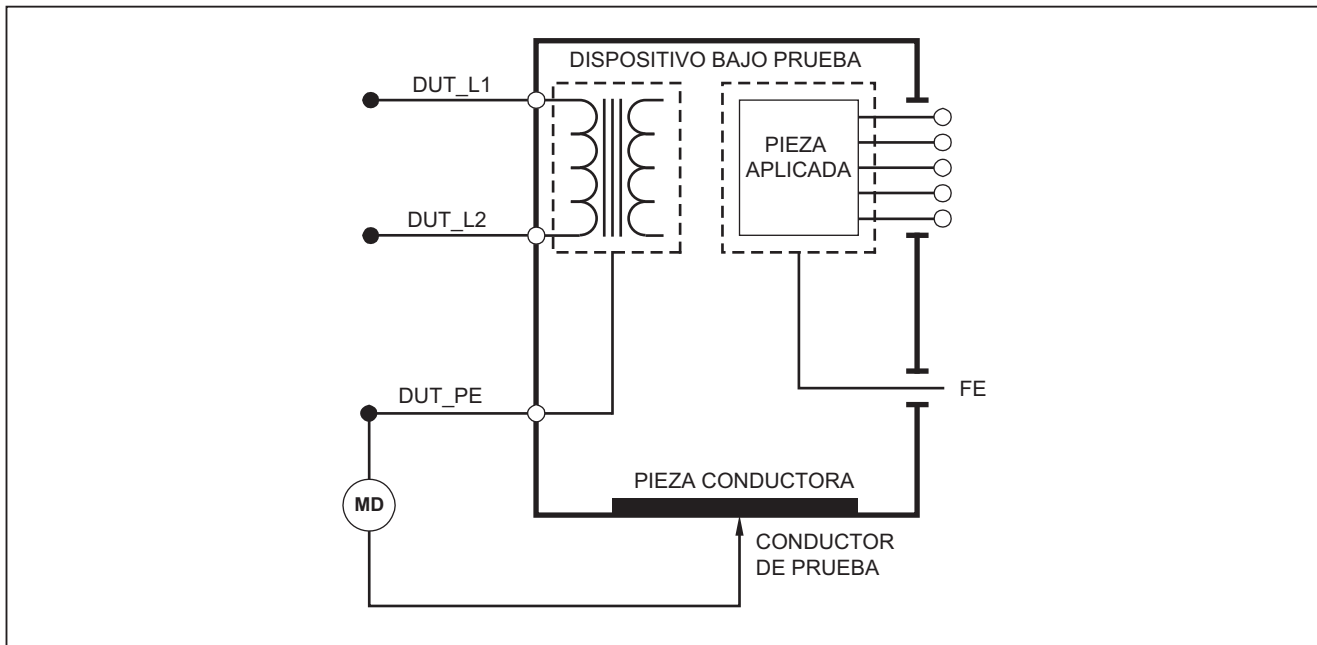 DISPOSITIVO BAJO PRUEBA
DUT_L1
PIEZA
APLICADA
DUT_L2
DUT_PE
FE
PIEZA CONDUCTORA
MD
CONDUCTOR
DE PRUEBA